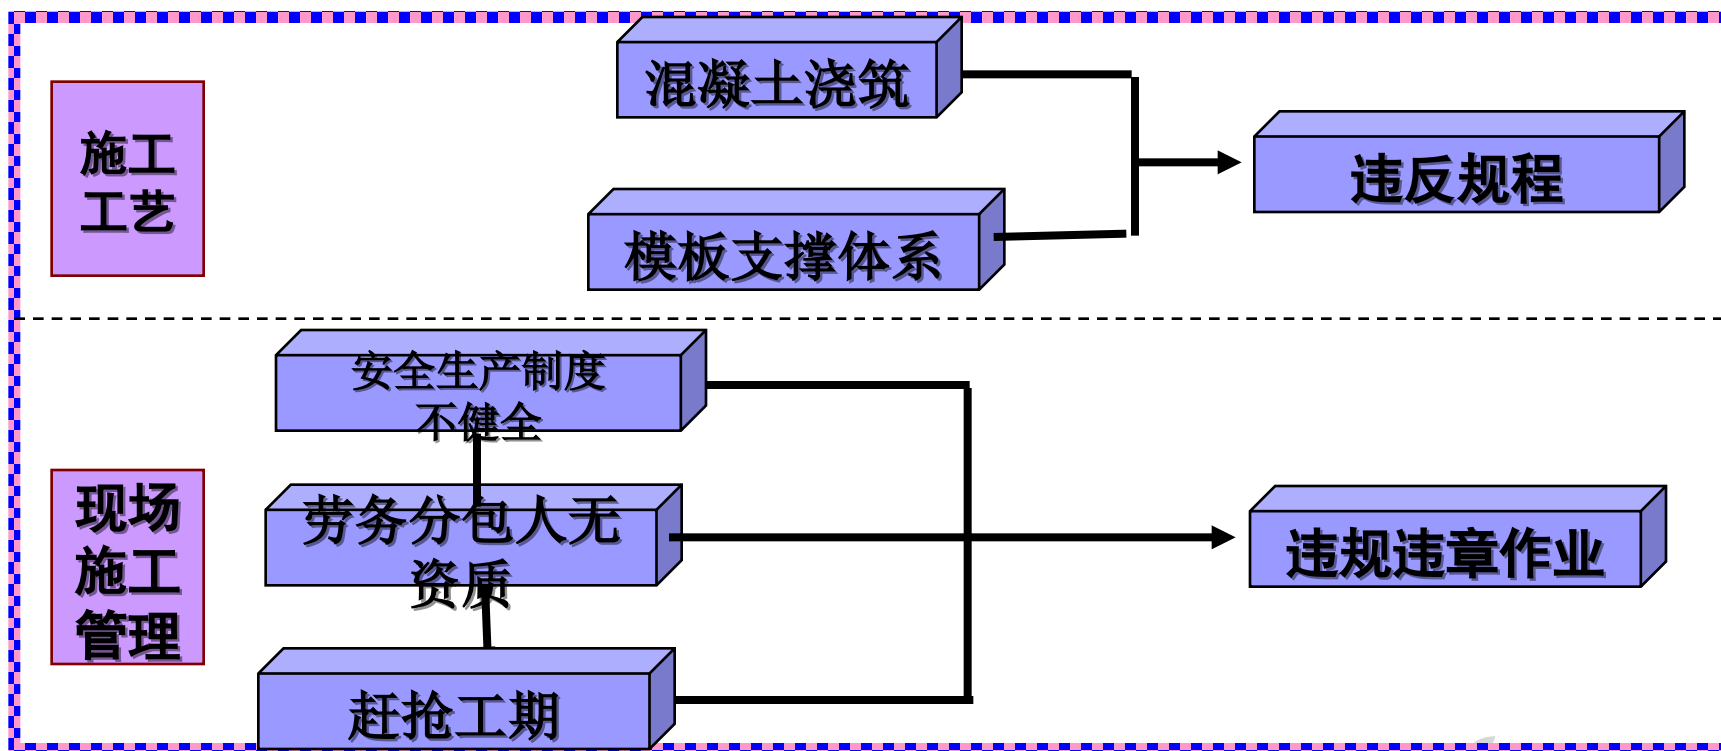 混凝土浇筑
施工
工艺
违反规程
模板支撑体系
安全生产制度
不健全
现场
施工
管理
劳务分包人无
资质
违规违章作业
赶抢工期